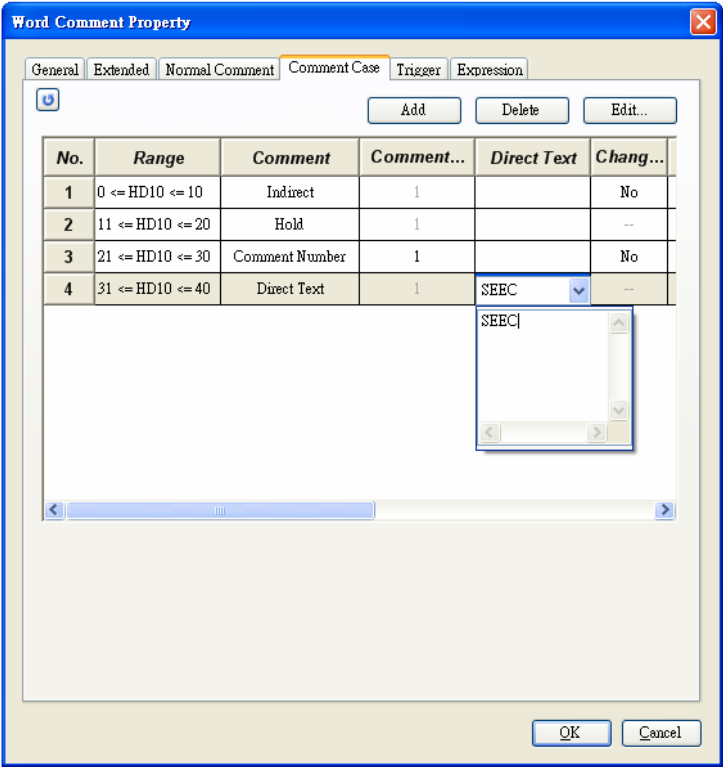 Word Comment Property
General Extended Normal Comment Comment Case Trigger Expression
Add Delete Edit...
No. Range Comment Comment... Direct Text Chang...
1 0 <= HD10 <= 10 Indirect 1 No
2 11 <= HD10 <= 20 Hold 1 --
3 21 <= HD10 <= 30 Comment Number 1 No
4 31 <= HD10 <= 40 Direct Text 1 SEEC --
SEEC
OK Cancel